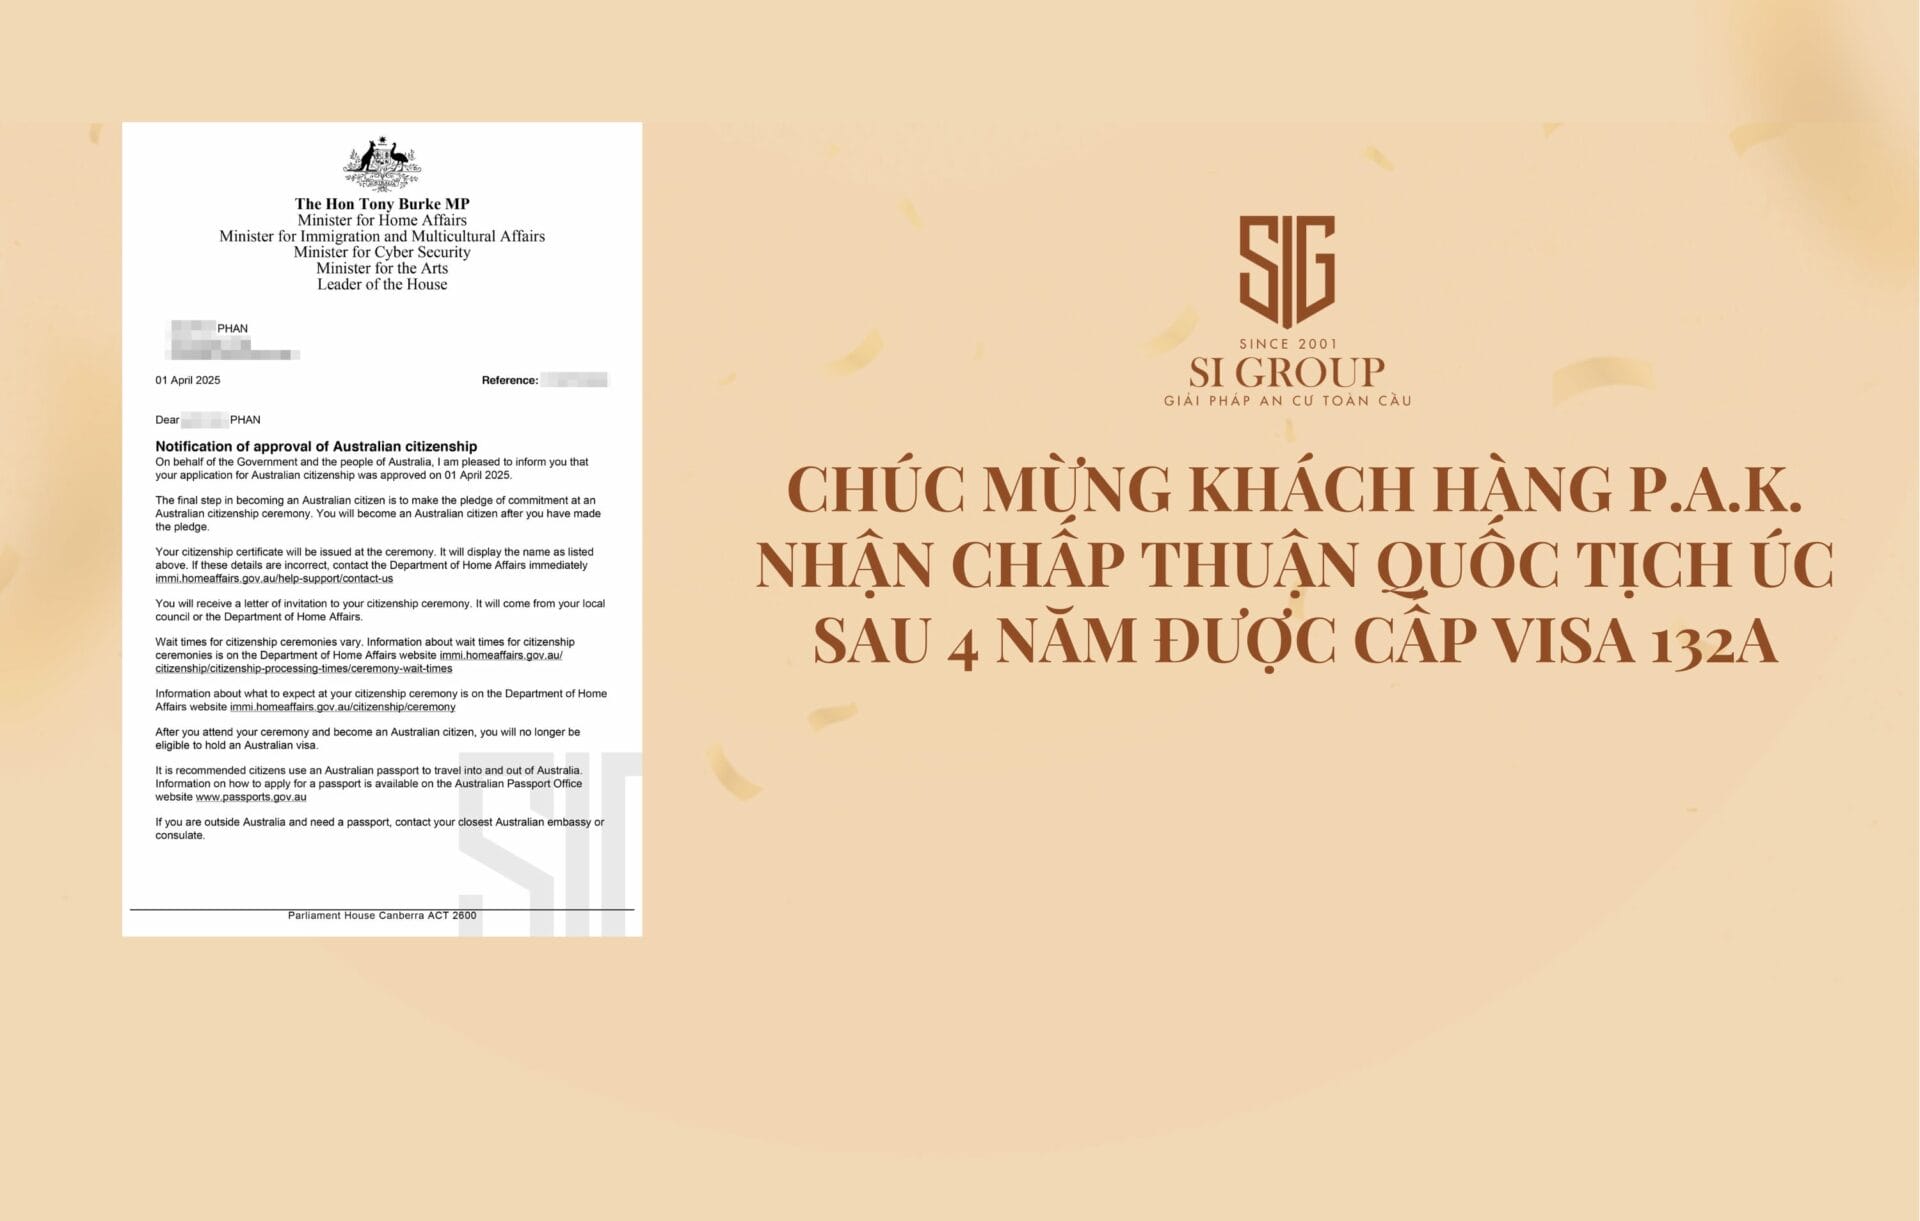 The Hon Tony Burke MP
Minister for Home Affairs
Minister for Immigration and Multicultural Affairs
Minister for Cyber Security
Minister for the Arts
Leader of the House
PHAN
01 April 2025
Reference:
Dear PHAN
Notification of approval of Australian citizenship
On behalf of the Government and the people of Australia, I am pleased to inform you that
your application for Australian citizenship was approved on 01 April 2025.
The final step in becoming an Australian citizen is to make the pledge of commitment at an
Australian citizenship ceremony. You will become an Australian citizen after you have made
the pledge.
Your citizenship certificate will be issued at the ceremony. It will display the name as listed
above. If these details are incorrect, contact the Department of Home Affairs immediately
immi.homeaffairs.gov.au/help-support/contact-us
You will receive a letter of invitation to your citizenship ceremony. It will come from your local
council or the Department of Home Affairs.
Wait times for citizenship ceremonies vary. Information about wait times for citizenship
ceremonies is on the Department of Home Affairs website immi.homeaffairs.gov.au/
citizenship/citizenship-processing-times/ceremony-wait-times
Information about what to expect at your citizenship ceremony is on the Department of Home
Affairs website immi.homeaffairs.gov.au/citizenship/ceremony
After you attend your ceremony and become an Australian citizen, you will no longer be
eligible to hold an Australian visa.
It is recommended citizens use an Australian passport to travel into and out of Australia.
Information on how to apply for a passport is available on the Australian Passport Office
website www.passports.gov.au
If you are outside Australia and need a passport, contact your closest Australian embassy or
consulate.
Parliament House Canberra ACT 2600
SIG
SIG
SINCE 2001
SI GROUP
GIẢI PHÁP AN CƯ TOÀN CẦU
CHÚC MỪNG KHÁCH HÀNG P.A.K.
NHẬN CHẤP THUẬN QUỐC TỊCH ÚC
SAU 4 NĂM ĐƯỢC CẤP VISA 132A